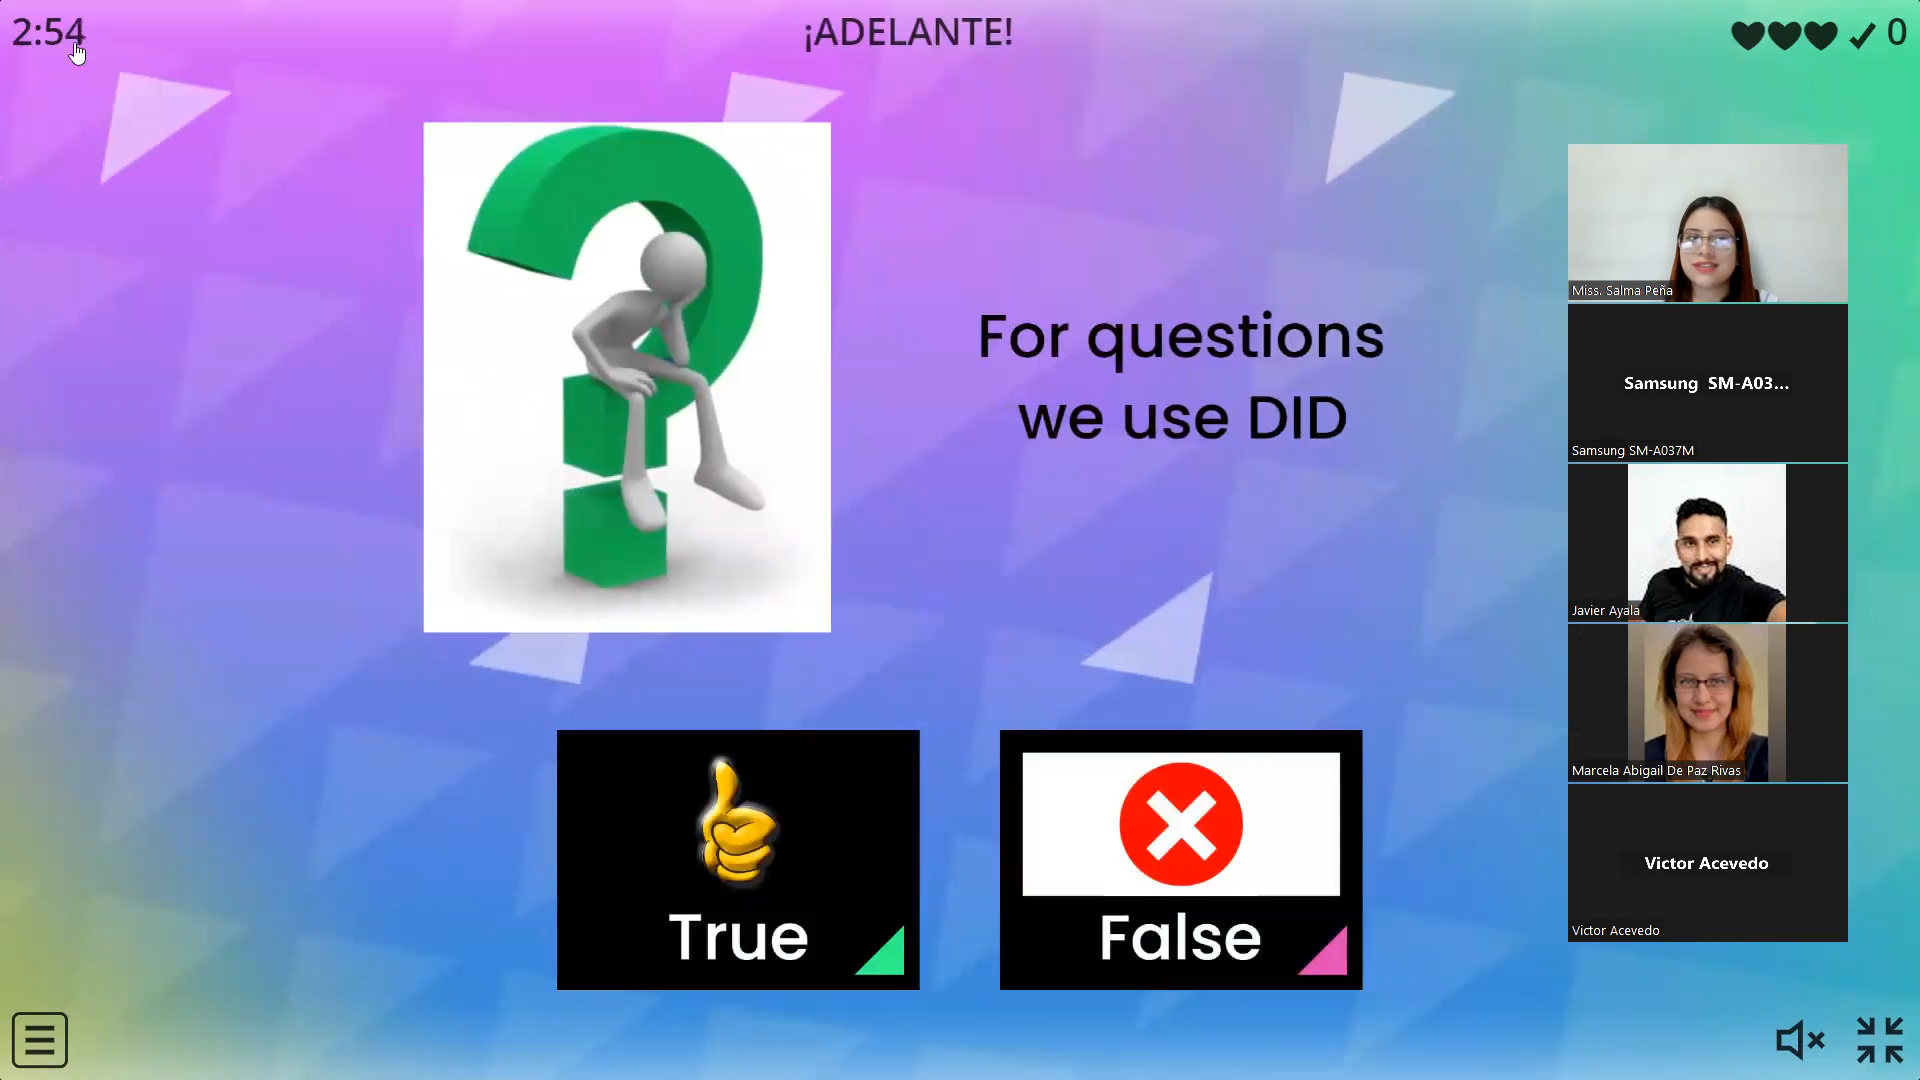 2:54
¡ADELANTE!
0
For questions
we use DID
True
False
Miss. Salma Peña
Samsung SM-A03...
Samsung SM-A037M
Javier Ayala
Marcela Abigail De Paz Rivas
Victor Acevedo
Victor Acevedo